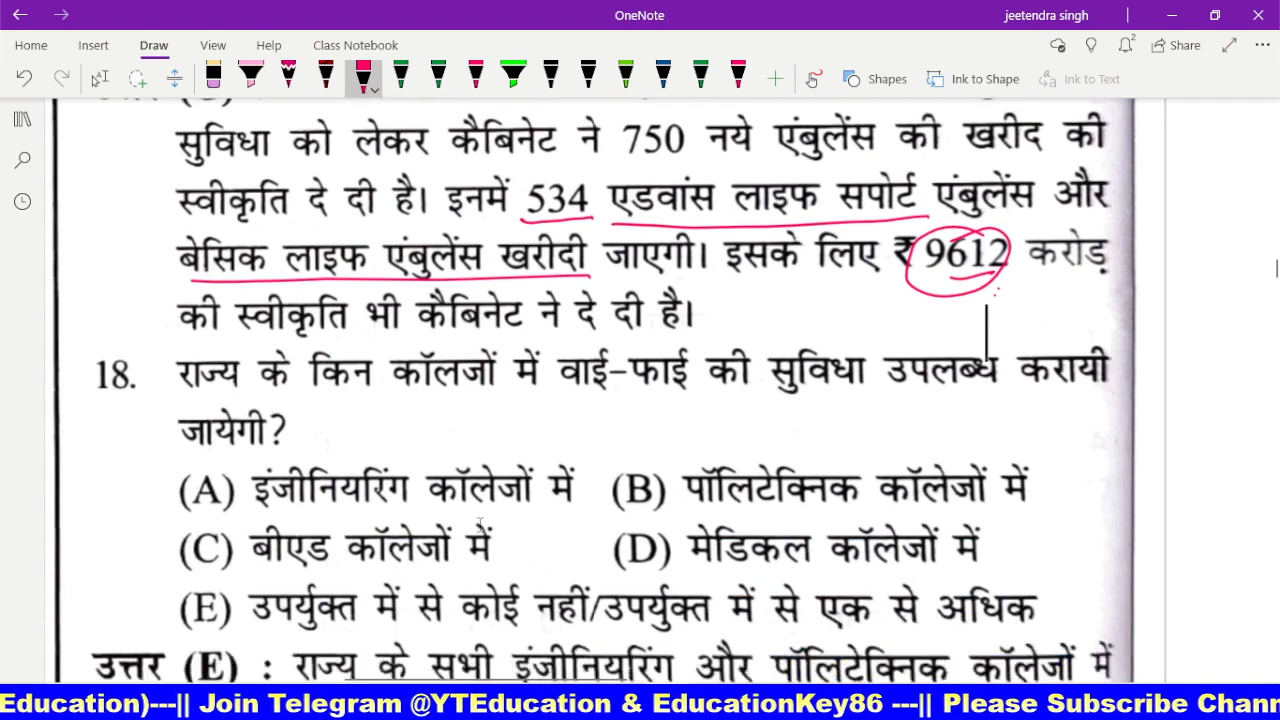 OneNote
jeetendra singh
Home Insert Draw View Help Class Notebook
Share
Shapes Ink to Shape Ink to Text
सुविधा को लेकर कैबिनेट ने 750 नये एंबुलेंस की खरीद की
स्वीकृति दे दी है। इनमें 534 एडवांस लाइफ सपोर्ट एंबुलेंस और
बेसिक लाइफ एंबुलेंस खरीदी जाएगी। इसके लिए ₹ 9612 करोड़
की स्वीकृति भी कैबिनेट ने दे दी है।
18. राज्य के किन कॉलजों में वाई-फाई की सुविधा उपलब्ध करायी
जायेगी?
(A) इंजीनियरिंग कॉलेजों में (B) पॉलिटेक्निक कॉलेजों में
(C) बीएड कॉलेजों में (D) मेडिकल कॉलेजों में
(E) उपर्युक्त में से कोई नहीं/उपर्युक्त में से एक से अधिक
उत्तर (E) : राज्य के सभी इंजीनियरिंग और पॉलिटेक्निक कॉलेजों में
Education)---|| Join Telegram @YTEducation & EducationKey86 ---|| Please Subscribe Chann